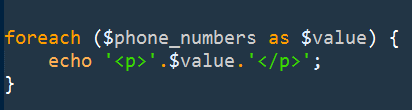 foreach ($phone_numbers as $value) {
    echo '<p>'.$value.'</p>';
}